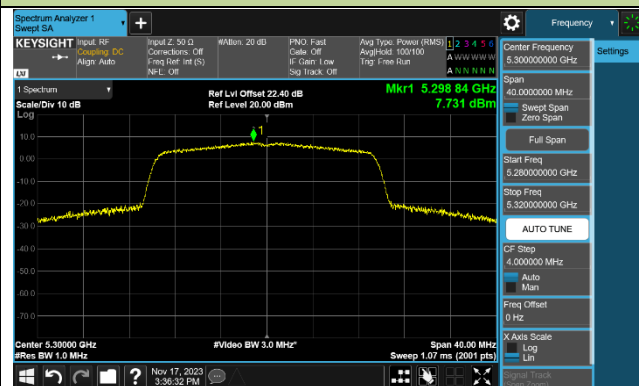 Spectrum Analyzer 1
Swept SA
+
Frequency
KEYSIGHT
Input: RF
Coupling: DC
Align: Auto
Input Z: 50 Ω
Corrections: Off
Freq Ref: Int (S)
NFE: Off
#Atten: 20 dB
PNO: Fast
Gate: Off
IF Gain: Low
Sig Track: Off
Avg Type: Power (RMS)
Avg|Hold: 100/100
Trig: Free Run
1 2 3 4 5 6
A W W W W W
A N N N N N
LXI
Settings
Center Frequency
5.300000000 GHz
Span
40.0000000 MHz
Swept Span
Zero Span
Full Span
Start Freq
5.280000000 GHz
Stop Freq
5.320000000 GHz
AUTO TUNE
CF Step
4.000000 MHz
Auto
Man
Freq Offset
0 Hz
X Axis Scale
Log
Lin
Signal Track
(Span Zoom)
1 Spectrum
Scale/Div 10 dB
Ref Lvl Offset 22.40 dB
Ref Level 20.00 dBm
Mkr1 5.298 84 GHz
7.731 dBm
Log
1
10.0
0.00
-10.0
-20.0
-30.0
-40.0
-50.0
-60.0
-70.0
Center 5.30000 GHz
#Res BW 1.0 MHz
#Video BW 3.0 MHz*
Span 40.00 MHz
Sweep 1.07 ms (2001 pts)
?
Nov 17, 2023
3:36:32 PM